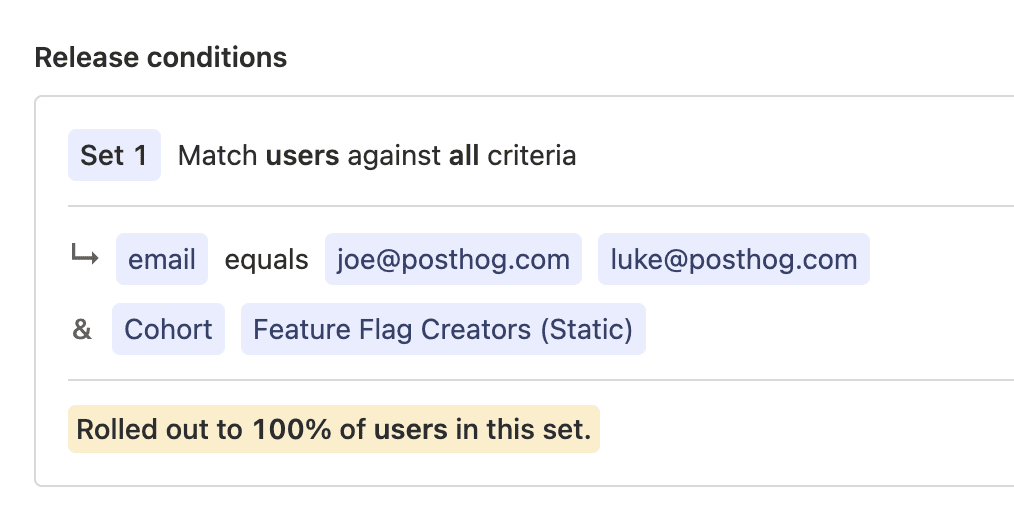 Release conditions
Set 1 Match users against all criteria
email equals joe@posthog.com luke@posthog.com
& Cohort Feature Flag Creators (Static)
Rolled out to 100% of users in this set.